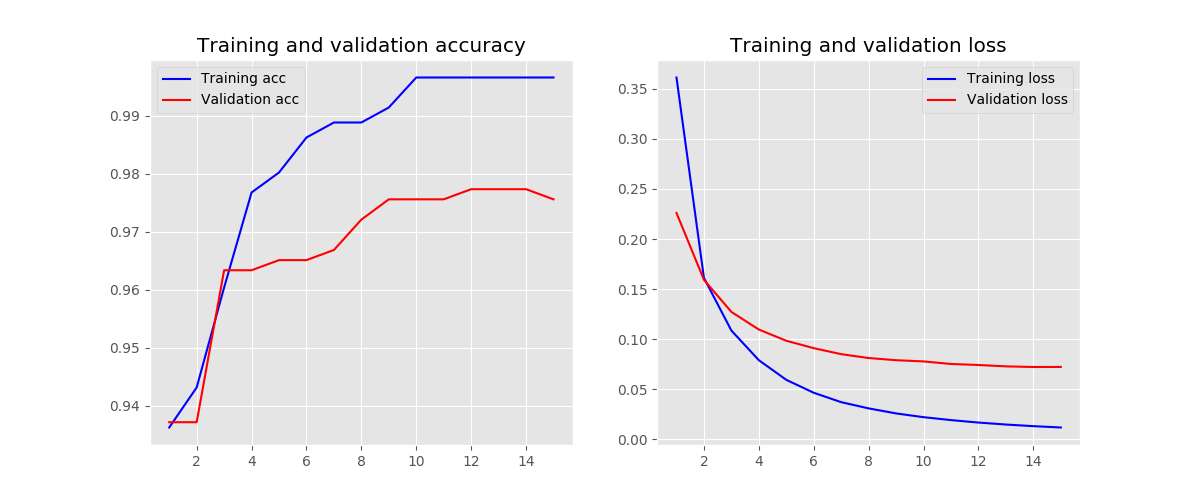 Training and validation accuracy
Training acc
Validation acc
0.99
0.98
0.97
0.96
0.95
0.94
2 4 6 8 10 12 14
Training and validation loss
Training loss
Validation loss
0.35
0.30
0.25
0.20
0.15
0.10
0.05
0.00
2 4 6 8 10 12 14